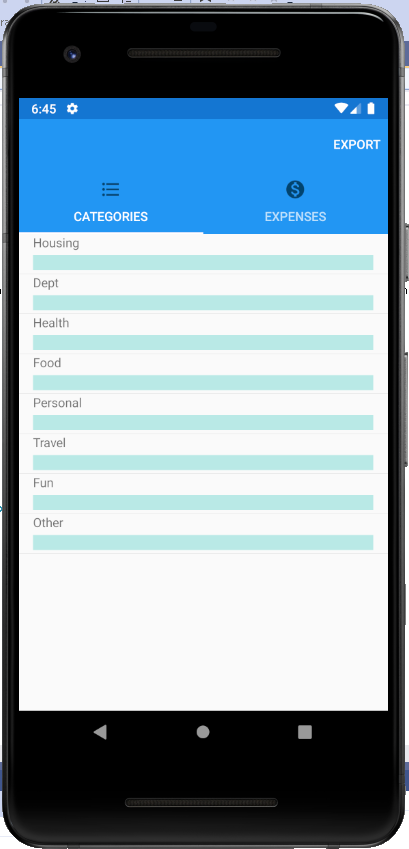 6:45
EXPORT
CATEGORIES
EXPENSES
Housing
Dept
Health
Food
Personal
Travel
Fun
Other